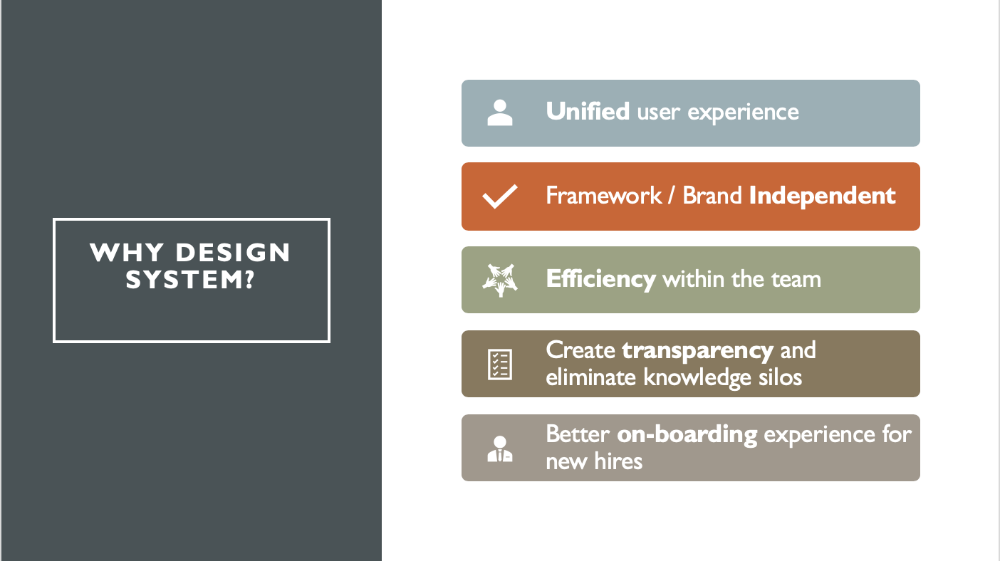 WHY DESIGN
SYSTEM?
Unified user experience
Framework / Brand Independent
Efficiency within the team
Create transparency and
eliminate knowledge silos
Better on-boarding experience for
new hires